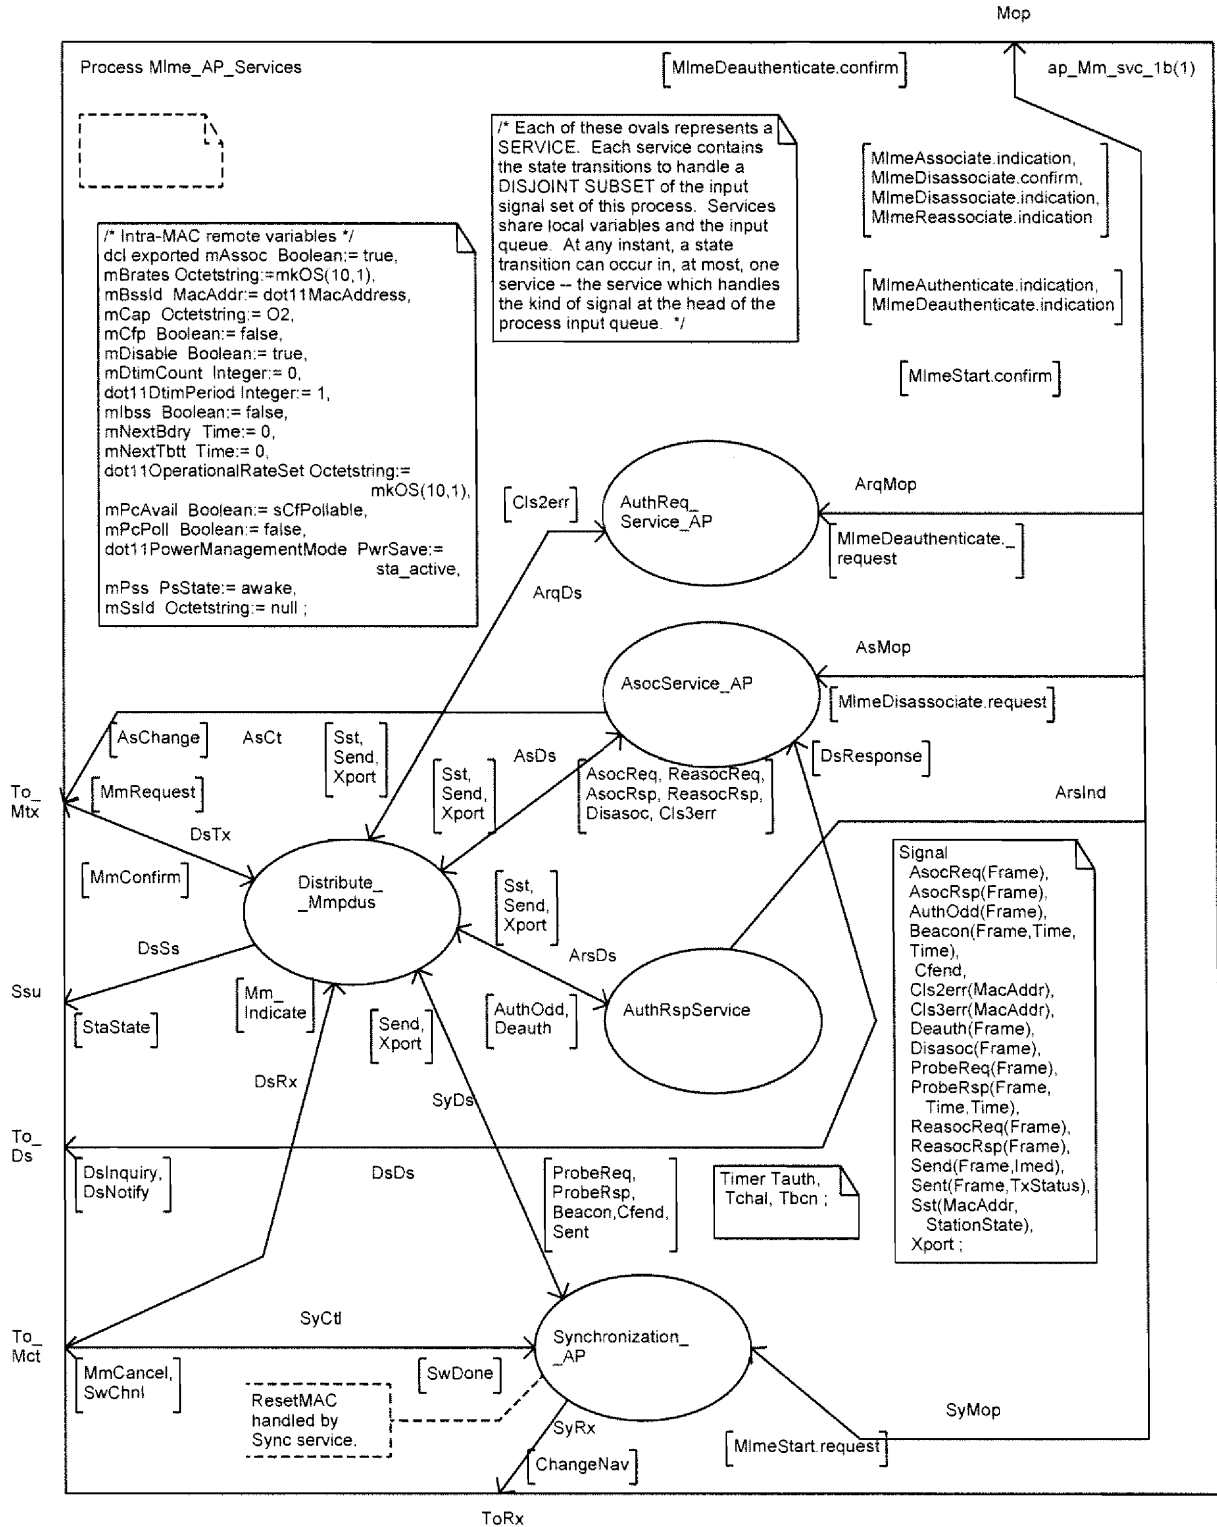 Mop
Process Mlme_AP_Services
MlmeDeauthenticate.confirm
ap_Mm_svc_1b(1)
/* Each of these ovals represents a
SERVICE. Each service contains
the state transitions to handle a
DISJOINT SUBSET of the input
signal set of this process. Services
share local variables and the input
queue. At any instant, a state
transition can occur in, at most, one
service -- the service which handles
the kind of signal at the head of the
process input queue. */
MlmeAssociate.indication,
MlmeDisassociate.confirm,
MlmeDisassociate.indication,
MlmeReassociate.indication
MlmeAuthenticate.indication,
MlmeDeauthenticate.indication
MlmeStart.confirm
/* Intra-MAC remote variables */
dcl exported mAssoc Boolean:= true,
mBrates Octetstring:=mkOS(10,1),
mBssId MacAddr:= dot11MacAddress,
mCap Octetstring:= O2,
mCfp Boolean:= false,
mDisable Boolean:= true,
mDtimCount Integer:= 0,
dot11DtimPeriod Integer:= 1,
mIbss Boolean:= false,
mNextBdry Time:= 0,
mNextTbtt Time:= 0,
dot11OperationalRateSet Octetstring:=
mkOS(10,1),
mPcAvail Boolean:= sCfPollable,
mPcPoll Boolean:= false,
dot11PowerManagementMode PwrSave:=
sta_active,
mPss PsState:= awake,
mSsId Octetstring:= null ;
Cls2err
AuthReq_
Service_AP
ArqMop
MlmeDeauthenticate._
request
ArqDs
AsMop
AsocService_AP
MlmeDisassociate.request
AsChange
AsCt
Sst,
Send,
Xport
AsDs
Sst,
Send,
Xport
AsocReq, ReasocReq,
AsocRsp, ReasocRsp,
Disasoc, Cls3err
DsResponse
To_
Mtx
MmRequest
DsTx
MmConfirm
ArsInd
Distribute_
_Mmpdus
Sst,
Send,
Xport
ArsDs
AuthOdd,
Deauth
AuthRspService
Signal
AsocReq(Frame),
AsocRsp(Frame),
AuthOdd(Frame),
Beacon(Frame,Time,
Time),
Cfend,
Cls2err(MacAddr),
Cls3err(MacAddr),
Deauth(Frame),
Disasoc(Frame),
ProbeReq(Frame),
ProbeRsp(Frame,
Time,Time),
ReasocReq(Frame),
ReasocRsp(Frame),
Send(Frame,Imed),
Sent(Frame,TxStatus),
Sst(MacAddr,
StationState),
Xport ;
DsSs
Ssu
StaState
Mm_
Indicate
Send,
Xport
DsRx
SyDs
To_
Ds
DsInquiry,
DsNotify
DsDs
ProbeReq,
ProbeRsp,
Beacon,Cfend,
Sent
Timer Tauth,
Tchal, Tbcn ;
To_
Mct
SyCtl
MmCancel,
SwChnl
SwDone
Synchronization_
_AP
ResetMAC
handled by
Sync service.
SyRx
ChangeNav
MlmeStart.request
SyMop
ToRx